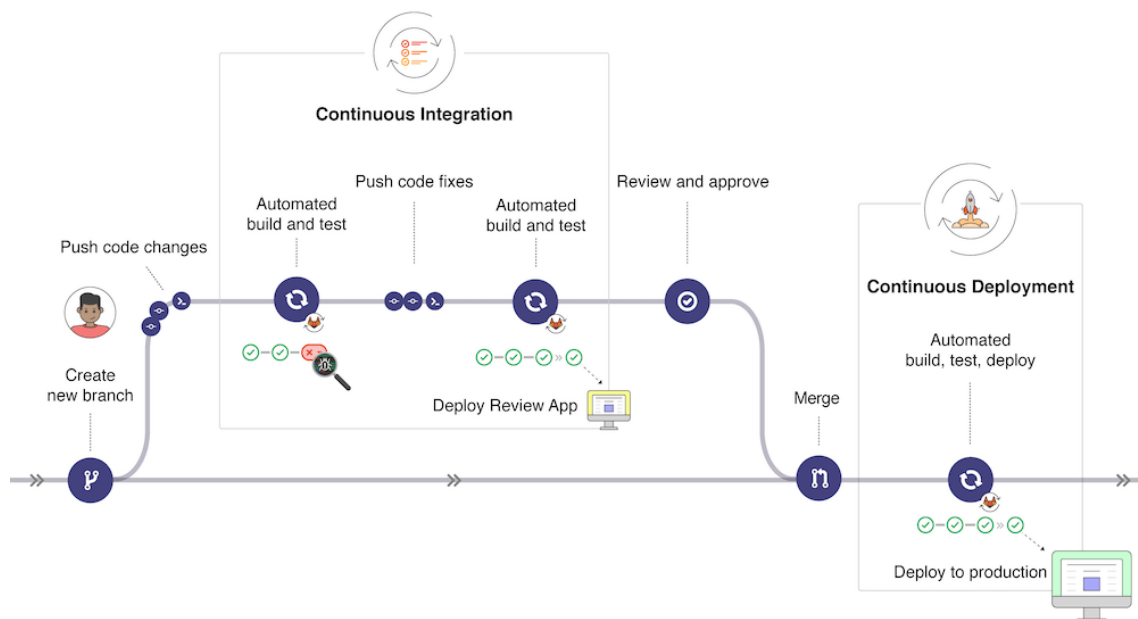 Continuous Integration
Push code fixes
Review and approve
Automated
build and test
Automated
build and test
Push code changes
Continuous Deployment
Automated
build, test, deploy
Create
new branch
Deploy Review App
Merge
Deploy to production